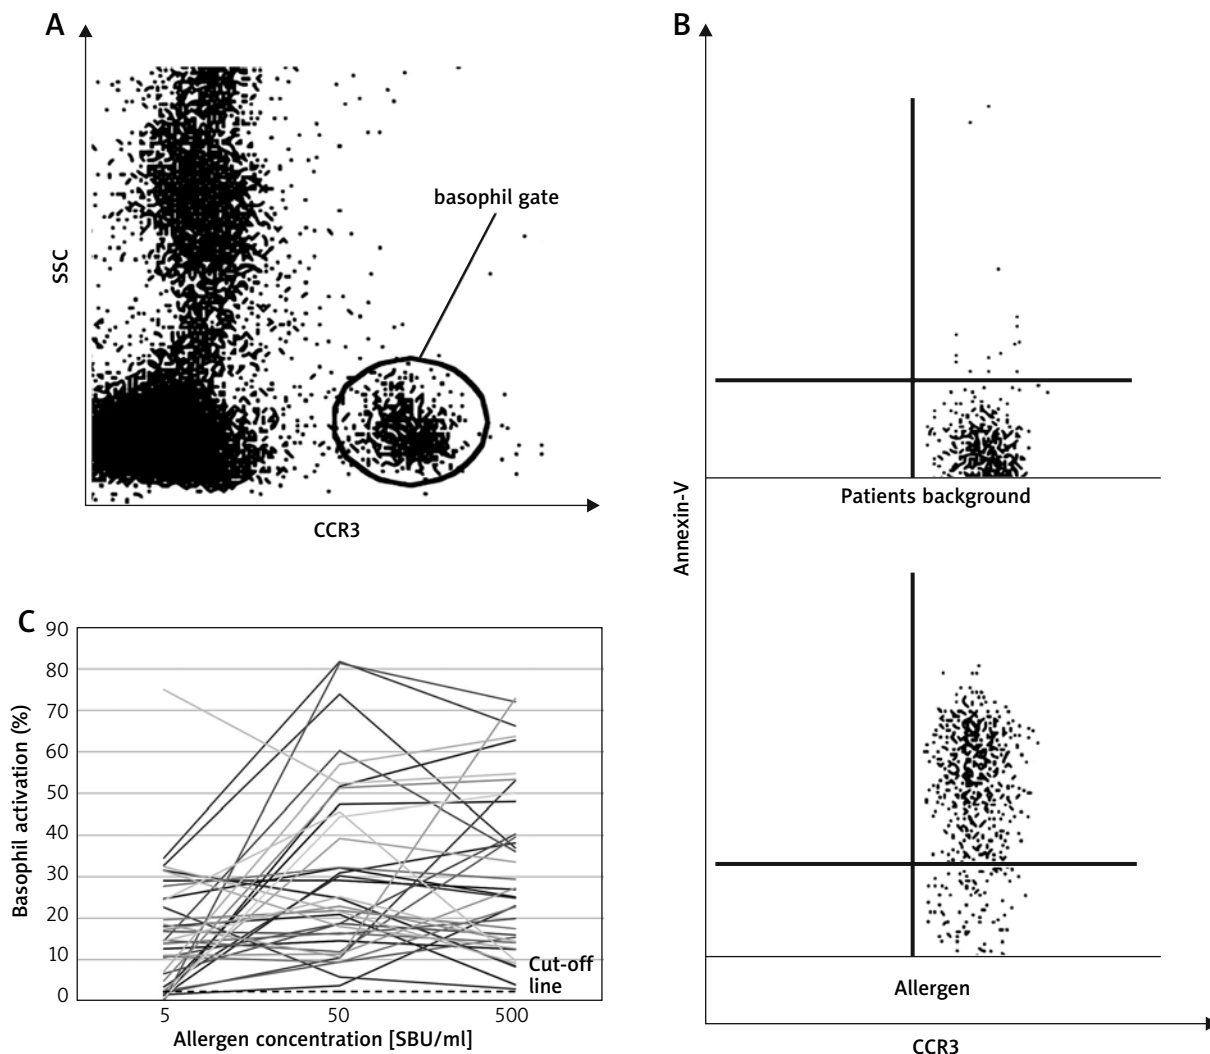 A
SSC
basophil gate
CCR3
B
Annexin-V
Patients background
Allergen
CCR3
C
Basophil activation (%)
90
80
70
60
50
40
30
20
10
0
Cut-off
line
5 50 500
Allergen concentration [SBU/ml]